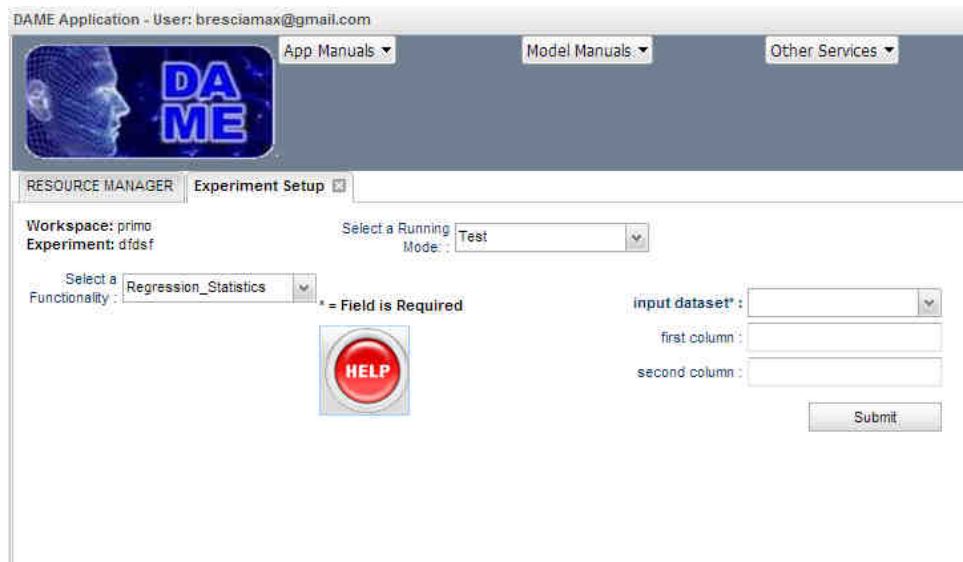 DAME Application - User: bresciamax@gmail.com
App Manuals
Model Manuals
Other Services
DA
ME
RESOURCE MANAGER
Experiment Setup
Workspace: primo
Experiment: dfdsf
Select a Running
Mode: :
Test
Select a
Functionality :
Regression_Statistics
* = Field is Required
HELP
input dataset* :
first column :
second column :
Submit